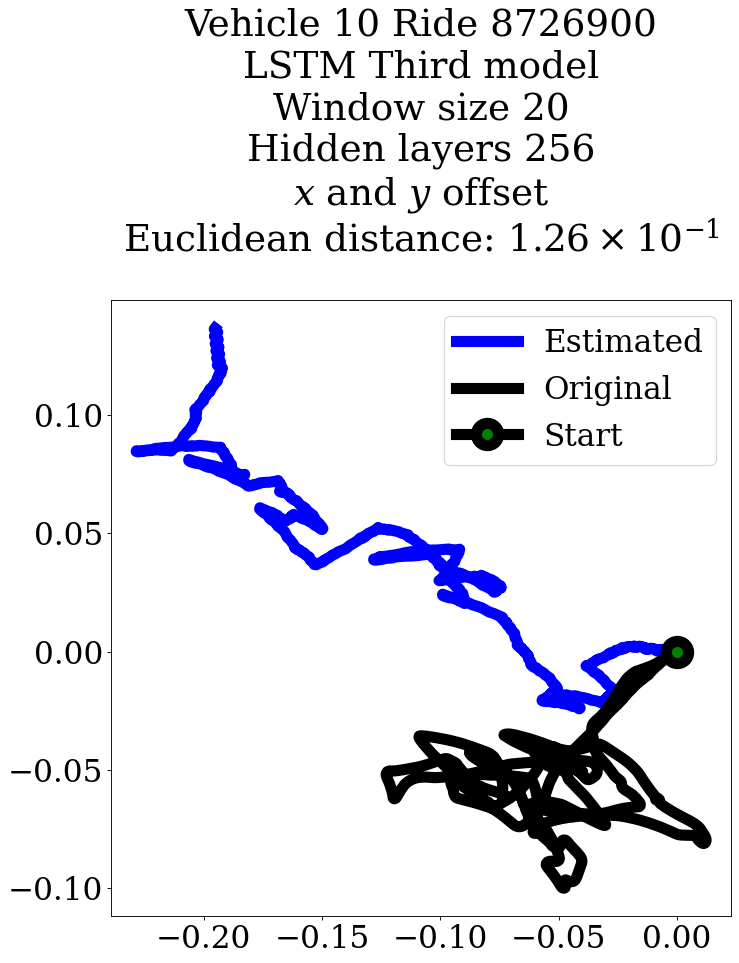 Vehicle 10 Ride 8726900
LSTM Third model
Window size 20
Hidden layers 256
x and y offset
Euclidean distance: 1.26 × 10⁻¹
Estimated
Original
Start
0.10
0.05
0.00
−0.05
−0.10
−0.20 −0.15 −0.10 −0.05 0.00